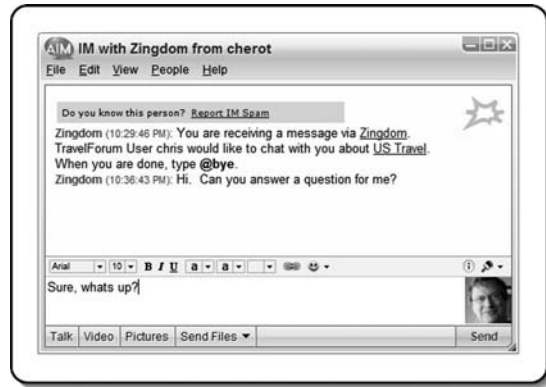 AIM IM with Zingdom from cherot
File Edit View People Help
Do you know this person? Report IM Spam
Zingdom (10:29:46 PM): You are receiving a message via Zingdom.
TravelForum User chris would like to chat with you about US Travel.
When you are done, type @bye.
Zingdom (10:36:43 PM): Hi. Can you answer a question for me?
Arial 10 B I U a a
Sure, whats up?
Talk Video Pictures Send Files Send